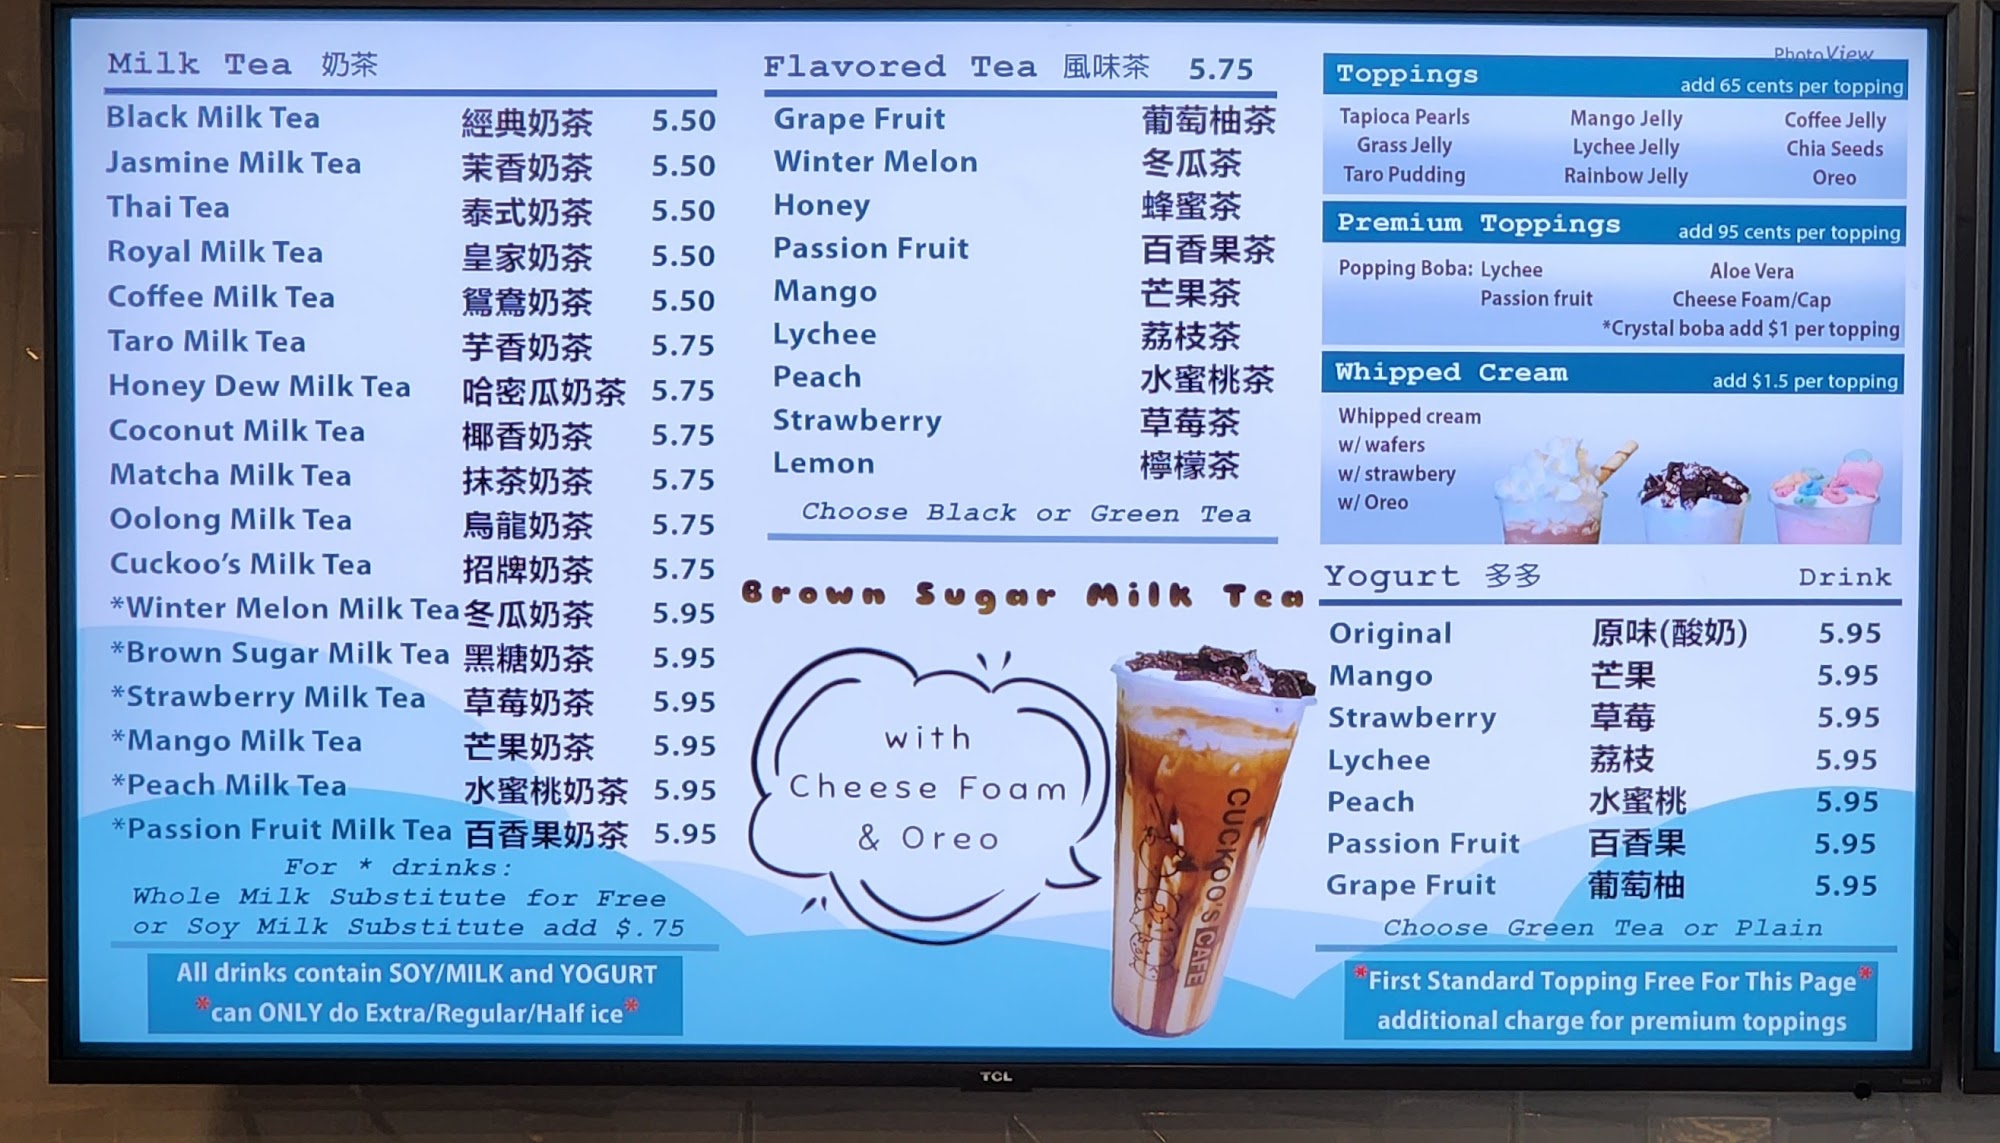 Milk Tea 奶茶
Black Milk Tea 經典奶茶 5.50
Jasmine Milk Tea 茉香奶茶 5.50
Thai Tea 泰式奶茶 5.50
Royal Milk Tea 皇家奶茶 5.50
Coffee Milk Tea 鴛鴦奶茶 5.50
Taro Milk Tea 芋香奶茶 5.75
Honey Dew Milk Tea 哈密瓜奶茶 5.75
Coconut Milk Tea 椰香奶茶 5.75
Matcha Milk Tea 抹茶奶茶 5.75
Oolong Milk Tea 烏龍奶茶 5.75
Cuckoo's Milk Tea 招牌奶茶 5.75
*Winter Melon Milk Tea 冬瓜奶茶 5.95
*Brown Sugar Milk Tea 黑糖奶茶 5.95
*Strawberry Milk Tea 草莓奶茶 5.95
*Mango Milk Tea 芒果奶茶 5.95
*Peach Milk Tea 水蜜桃奶茶 5.95
*Passion Fruit Milk Tea 百香果奶茶 5.95
For * drinks:
Whole Milk Substitute for Free
or Soy Milk Substitute add $.75
All drinks contain SOY/MILK and YOGURT
*can ONLY do Extra/Regular/Half ice*
Flavored Tea 風味茶 5.75
Grape Fruit 葡萄柚茶
Winter Melon 冬瓜茶
Honey 蜂蜜茶
Passion Fruit 百香果茶
Mango 芒果茶
Lychee 荔枝茶
Peach 水蜜桃茶
Strawberry 草莓茶
Lemon 檸檬茶
Choose Black or Green Tea
Brown Sugar Milk Tea
with
Cheese Foam
& Oreo
CUCKOO'S CAFE
PhotoView
Toppings add 65 cents per topping
Tapioca Pearls Mango Jelly Coffee Jelly
Grass Jelly Lychee Jelly Chia Seeds
Taro Pudding Rainbow Jelly Oreo
Premium Toppings add 95 cents per topping
Popping Boba: Lychee Aloe Vera
Passion fruit Cheese Foam/Cap
*Crystal boba add $1 per topping
Whipped Cream add $1.5 per topping
Whipped cream
w/ wafers
w/ strawbery
w/ Oreo
Yogurt 多多 Drink
Original 原味(酸奶) 5.95
Mango 芒果 5.95
Strawberry 草莓 5.95
Lychee 荔枝 5.95
Peach 水蜜桃 5.95
Passion Fruit 百香果 5.95
Grape Fruit 葡萄柚 5.95
Choose Green Tea or Plain
*First Standard Topping Free For This Page*
additional charge for premium toppings
TCL